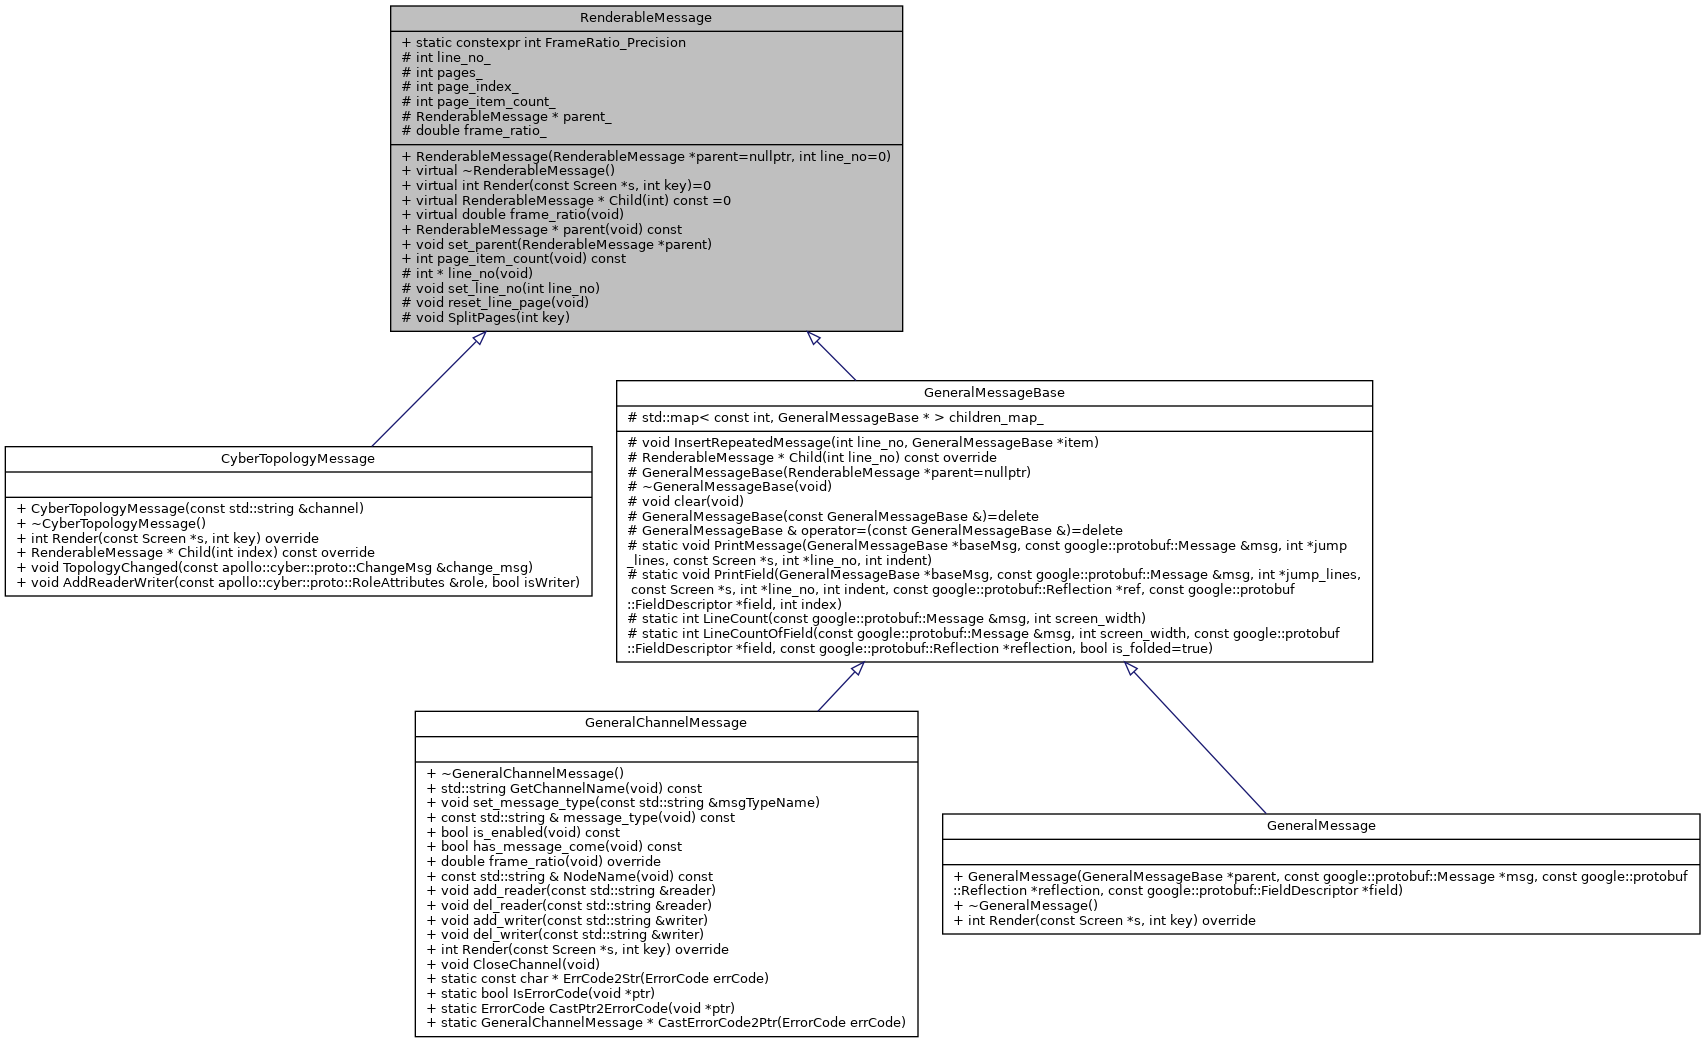 RenderableMessage
+ static constexpr int FrameRatio_Precision
# int line_no_
# int pages_
# int page_index_
# int page_item_count_
# RenderableMessage * parent_
# double frame_ratio_
+ RenderableMessage(RenderableMessage *parent=nullptr, int line_no=0)
+ virtual ~RenderableMessage()
+ virtual int Render(const Screen *s, int key)=0
+ virtual RenderableMessage * Child(int) const =0
+ virtual double frame_ratio(void)
+ RenderableMessage * parent(void) const
+ void set_parent(RenderableMessage *parent)
+ int page_item_count(void) const
# int * line_no(void)
# void set_line_no(int line_no)
# void reset_line_page(void)
# void SplitPages(int key)
GeneralMessageBase
# std::map< const int, GeneralMessageBase * > children_map_
# void InsertRepeatedMessage(int line_no, GeneralMessageBase *item)
# RenderableMessage * Child(int line_no) const override
# GeneralMessageBase(RenderableMessage *parent=nullptr)
# ~GeneralMessageBase(void)
# void clear(void)
# GeneralMessageBase(const GeneralMessageBase &)=delete
# GeneralMessageBase & operator=(const GeneralMessageBase &)=delete
# static void PrintMessage(GeneralMessageBase *baseMsg, const google::protobuf::Message &msg, int *jump
_lines, const Screen *s, int *line_no, int indent)
# static void PrintField(GeneralMessageBase *baseMsg, const google::protobuf::Message &msg, int *jump_lines,
const Screen *s, int *line_no, int indent, const google::protobuf::Reflection *ref, const google::protobuf
::FieldDescriptor *field, int index)
# static int LineCount(const google::protobuf::Message &msg, int screen_width)
# static int LineCountOfField(const google::protobuf::Message &msg, int screen_width, const google::protobuf
::FieldDescriptor *field, const google::protobuf::Reflection *reflection, bool is_folded=true)
CyberTopologyMessage
+ CyberTopologyMessage(const std::string &channel)
+ ~CyberTopologyMessage()
+ int Render(const Screen *s, int key) override
+ RenderableMessage * Child(int index) const override
+ void TopologyChanged(const apollo::cyber::proto::ChangeMsg &change_msg)
+ void AddReaderWriter(const apollo::cyber::proto::RoleAttributes &role, bool isWriter)
GeneralChannelMessage
+ ~GeneralChannelMessage()
+ std::string GetChannelName(void) const
+ void set_message_type(const std::string &msgTypeName)
+ const std::string & message_type(void) const
+ bool is_enabled(void) const
+ bool has_message_come(void) const
+ double frame_ratio(void) override
+ const std::string & NodeName(void) const
+ void add_reader(const std::string &reader)
+ void del_reader(const std::string &reader)
+ void add_writer(const std::string &writer)
+ void del_writer(const std::string &writer)
+ int Render(const Screen *s, int key) override
+ void CloseChannel(void)
+ static const char * ErrCode2Str(ErrorCode errCode)
+ static bool IsErrorCode(void *ptr)
+ static ErrorCode CastPtr2ErrorCode(void *ptr)
+ static GeneralChannelMessage * CastErrorCode2Ptr(ErrorCode errCode)
GeneralMessage
+ GeneralMessage(GeneralMessageBase *parent, const google::protobuf::Message *msg, const google::protobuf
::Reflection *reflection, const google::protobuf::FieldDescriptor *field)
+ ~GeneralMessage()
+ int Render(const Screen *s, int key) override